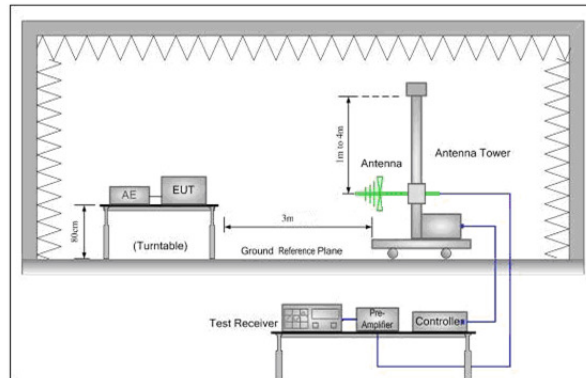 1m to 4m
Antenna
Antenna Tower
AE
EUT
80cm
(Turntable)
3m
Ground Reference Plane
Test Receiver
Pre-
Amplifier
Controller